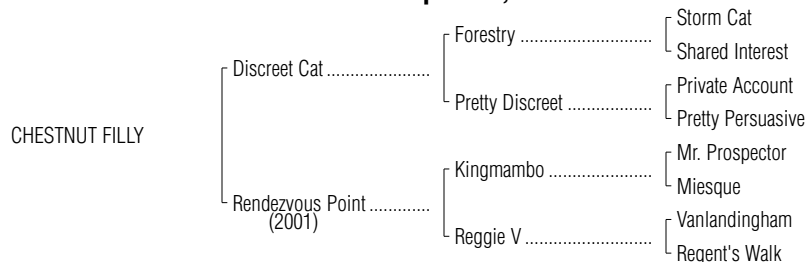 Storm Cat
Forestry
Shared Interest
Discreet Cat
Private Account
Pretty Discreet
Pretty Persuasive
CHESTNUT FILLY
Mr. Prospector
Kingmambo
Miesque
Rendezvous Point
(2001)
Vanlandingham
Reggie V
Regent's Walk